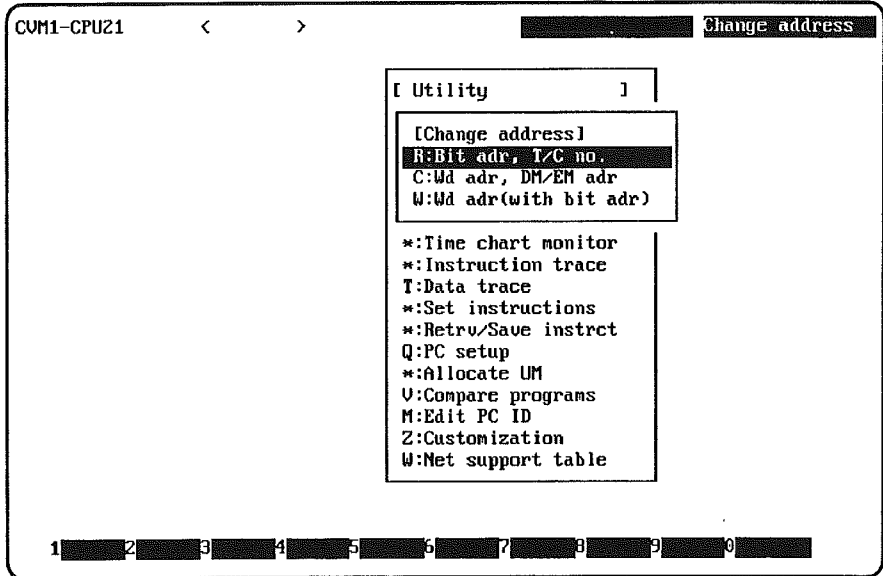 CVM1-CPU21 < > Change address
[ Utility ]
[Change address]
R:Bit adr, T/C no.
C:Wd adr, DM/EM adr
W:Wd adr(with bit adr)
*:Time chart monitor
*:Instruction trace
T:Data trace
*:Set instructions
*:Retrv/Save instrct
Q:PC setup
*:Allocate UM
V:Compare programs
M:Edit PC ID
Z:Customization
W:Net support table
1 2 3 4 5 6 7 8 9 0